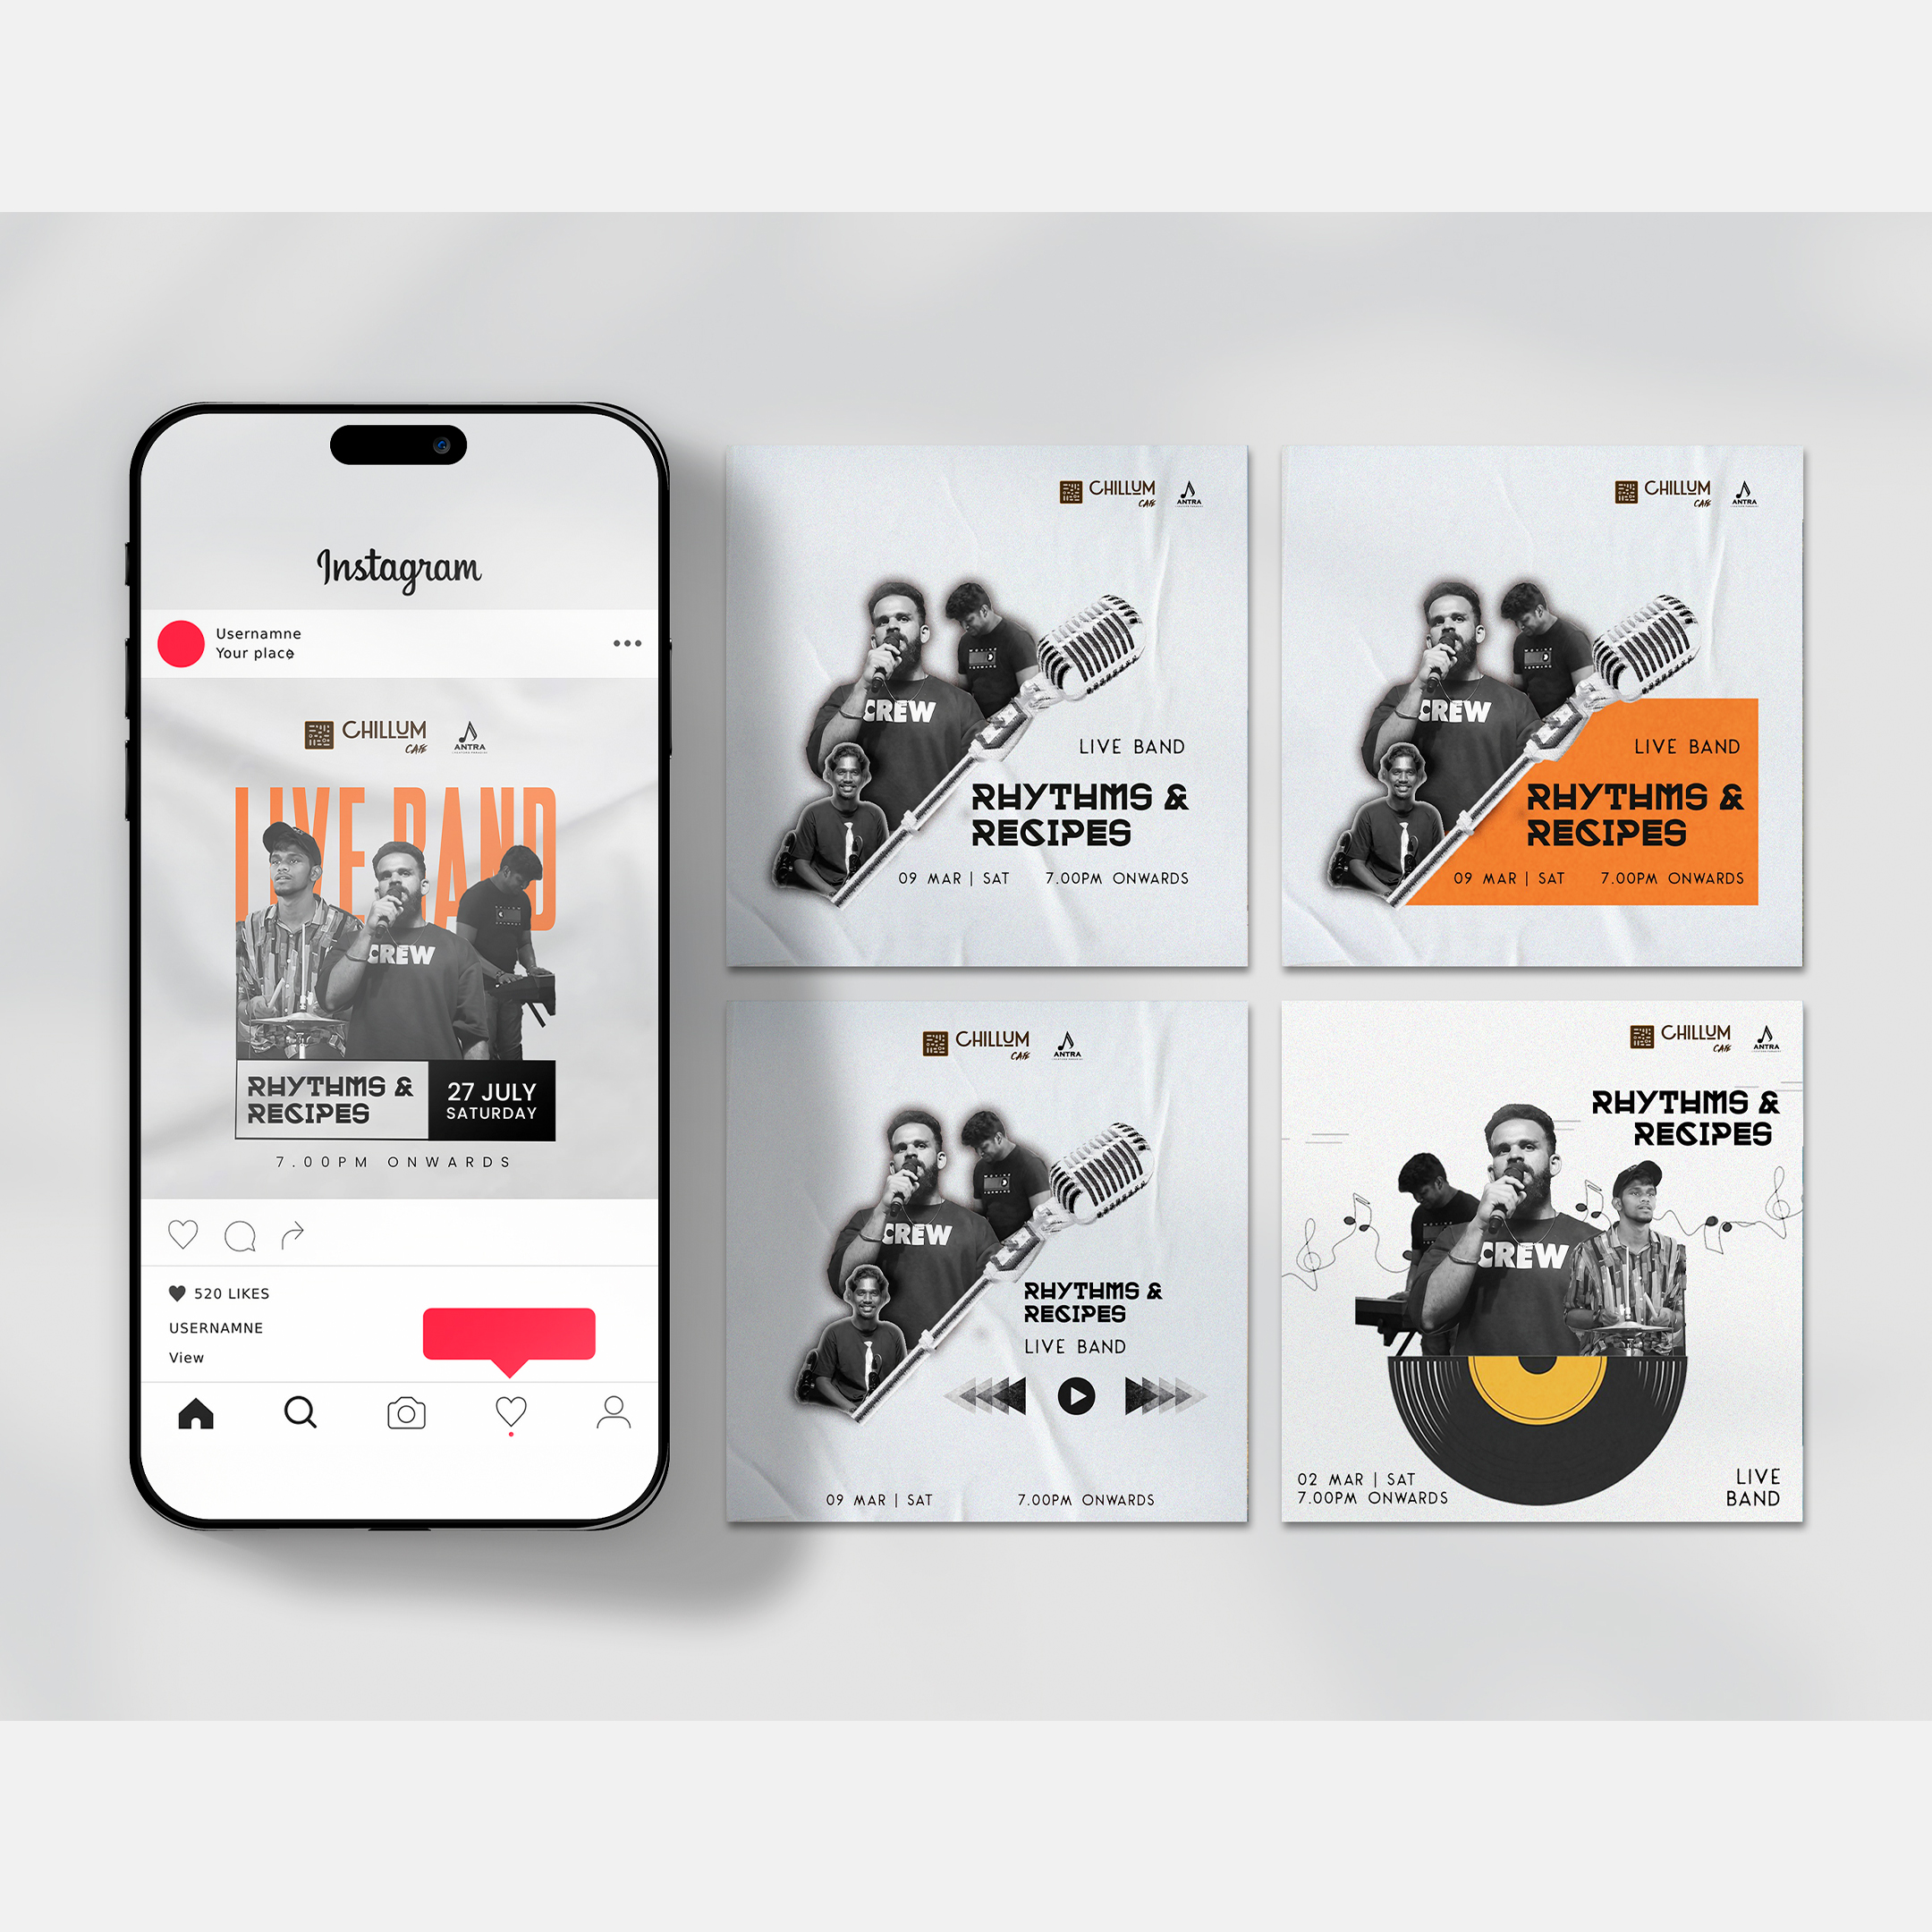 Instagram
Usernamne
Your place
CHILLUM
CAFE
ANTRA
LIVE BAND
CREW
RHYTHMS &
RECIPES
27 JULY
SATURDAY
7.00PM ONWARDS
520 LIKES
USERNAMNE
View
CHILLUM
CAFE
ANTRA
CREW
LIVE BAND
RHYTHMS &
RECIPES
09 MAR | SAT 7.00PM ONWARDS
CHILLUM
CAFE
ANTRA
CREW
LIVE BAND
RHYTHMS &
RECIPES
09 MAR | SAT 7.00PM ONWARDS
CHILLUM
CAFE
ANTRA
CREW
RHYTHMS &
RECIPES
LIVE BAND
09 MAR | SAT 7.00PM ONWARDS
CHILLUM
CAFE
ANTRA
RHYTHMS &
RECIPES
CREW
02 MAR | SAT
7.00PM ONWARDS
LIVE
BAND